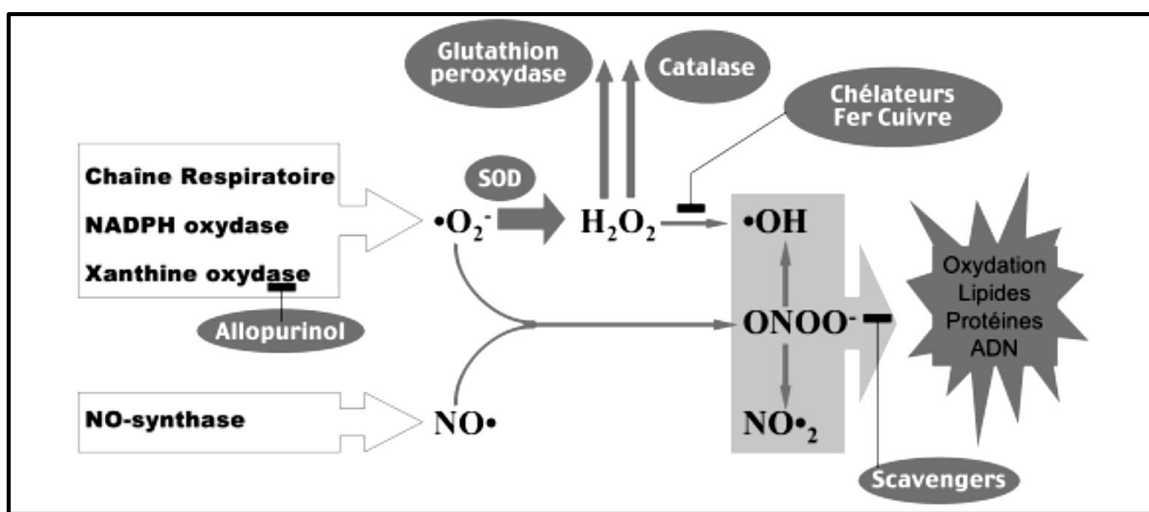 Glutathion
peroxydase
Catalase
Chélateurs
Fer Cuivre
Chaîne Respiratoire
NADPH oxydase
Xanthine oxydase
Allopurinol
SOD
•O₂⁻
H₂O₂
•OH
ONOO⁻
NO•₂
NO-synthase
NO•
Oxydation
Lipides
Protéines
ADN
Scavengers